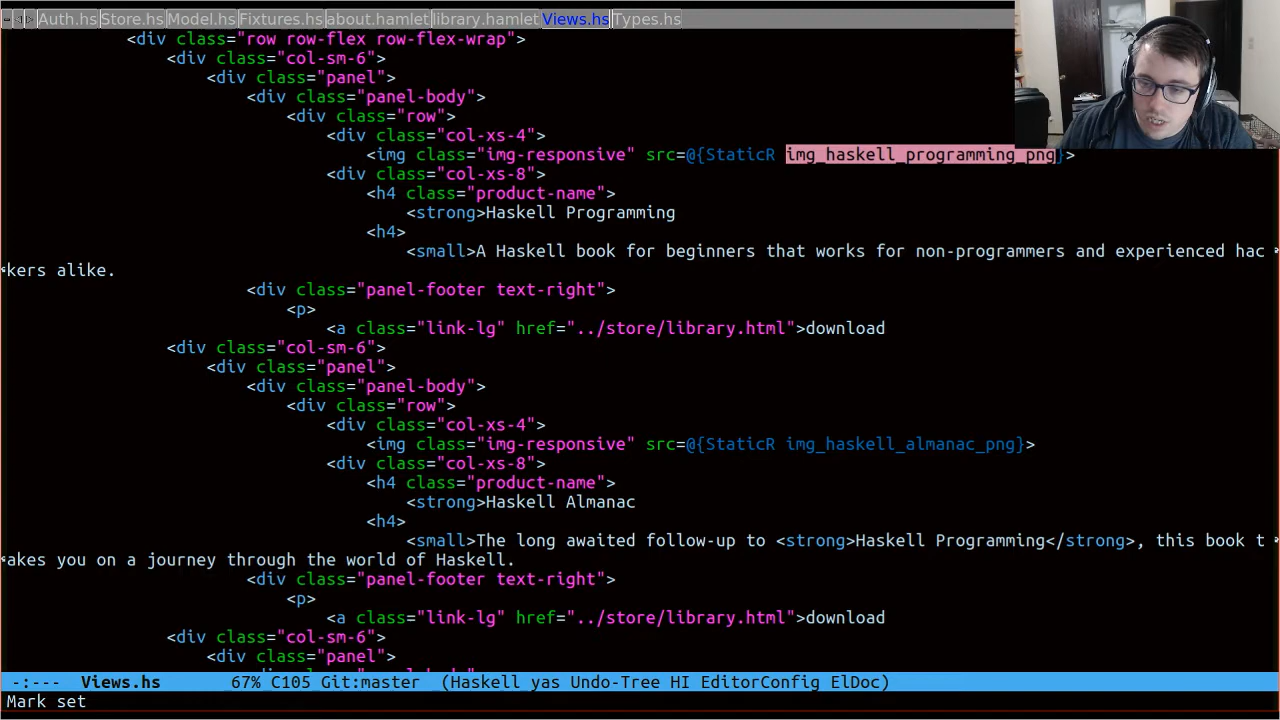 Auth.hs Store.hs Model.hs Fixtures.hs about.hamlet library.hamlet Views.hs Types.hs
<div class="row row-flex row-flex-wrap">
<div class="col-sm-6">
<div class="panel">
<div class="panel-body">
<div class="row">
<div class="col-xs-4">
<img class="img-responsive" src=@{StaticR img_haskell_programming_png}>
<div class="col-xs-8">
<h4 class="product-name">
<strong>Haskell Programming
<h4>
<small>A Haskell book for beginners that works for non-programmers and experienced hac
kers alike.
<div class="panel-footer text-right">
<p>
<a class="link-lg" href="../store/library.html">download
<div class="col-sm-6">
<div class="panel">
<div class="panel-body">
<div class="row">
<div class="col-xs-4">
<img class="img-responsive" src=@{StaticR img_haskell_almanac_png}>
<div class="col-xs-8">
<h4 class="product-name">
<strong>Haskell Almanac
<h4>
<small>The long awaited follow-up to <strong>Haskell Programming</strong>, this book t
akes you on a journey through the world of Haskell.
<div class="panel-footer text-right">
<p>
<a class="link-lg" href="../store/library.html">download
<div class="col-sm-6">
<div class="panel">
-:--- Views.hs 67% C105 Git:master (Haskell yas Undo-Tree HI EditorConfig ElDoc)
Mark set